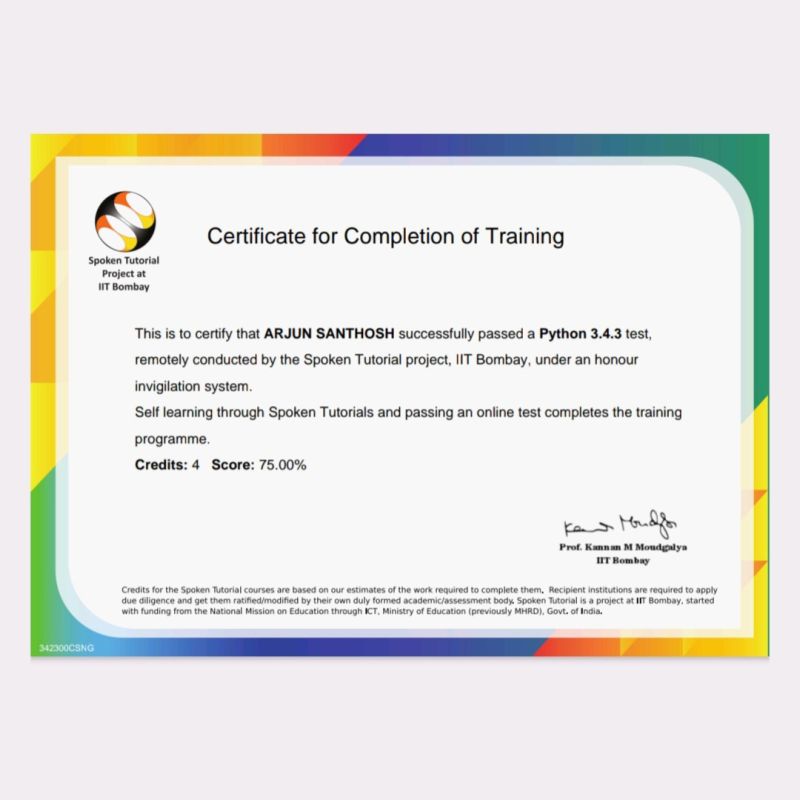 Spoken Tutorial
Project at
IIT Bombay
Certificate for Completion of Training
This is to certify that ARJUN SANTHOSH successfully passed a Python 3.4.3 test,
remotely conducted by the Spoken Tutorial project, IIT Bombay, under an honour
invigilation system.
Self learning through Spoken Tutorials and passing an online test completes the training
programme.
Credits: 4 Score: 75.00%
Kannan Moudgalya
Prof. Kannan M Moudgalya
IIT Bombay
Credits for the Spoken Tutorial courses are based on our estimates of the work required to complete them. Recipient institutions are required to apply
due diligence and get them ratified/modified by their own duly formed academic/assessment body. Spoken Tutorial is a project at IIT Bombay, started
with funding from the National Mission on Education through ICT, Ministry of Education (previously MHRD), Govt. of India.
342300CSNG